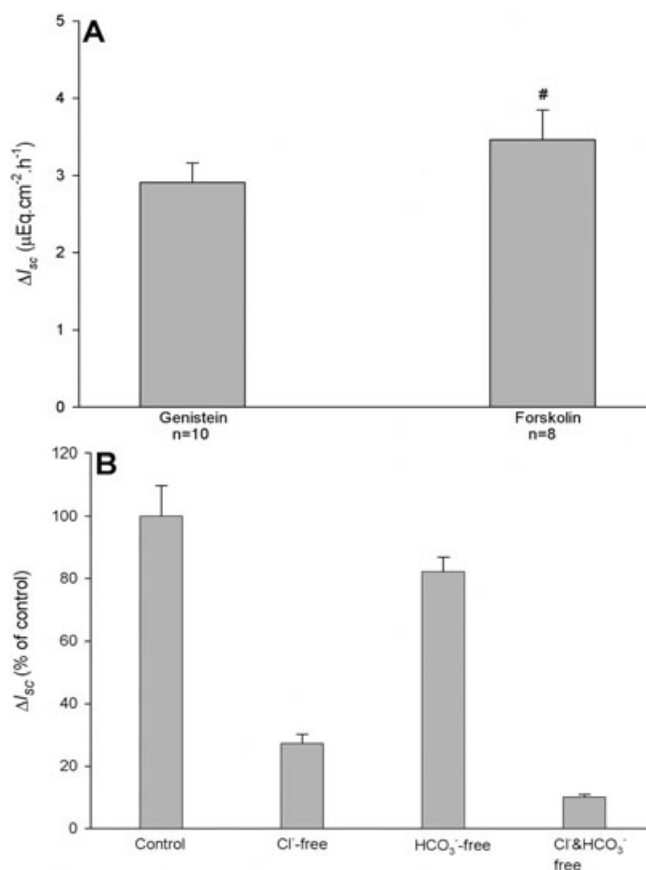 A
5
4
3
2
1
0
ΔIsc (µEq.cm⁻².h⁻¹)
#
Genistein
n=10
Forskolin
n=8
B
120
100
80
60
40
20
0
ΔIsc (% of control)
Control
Cl⁻-free
HCO₃⁻-free
Cl⁻&HCO₃⁻
free